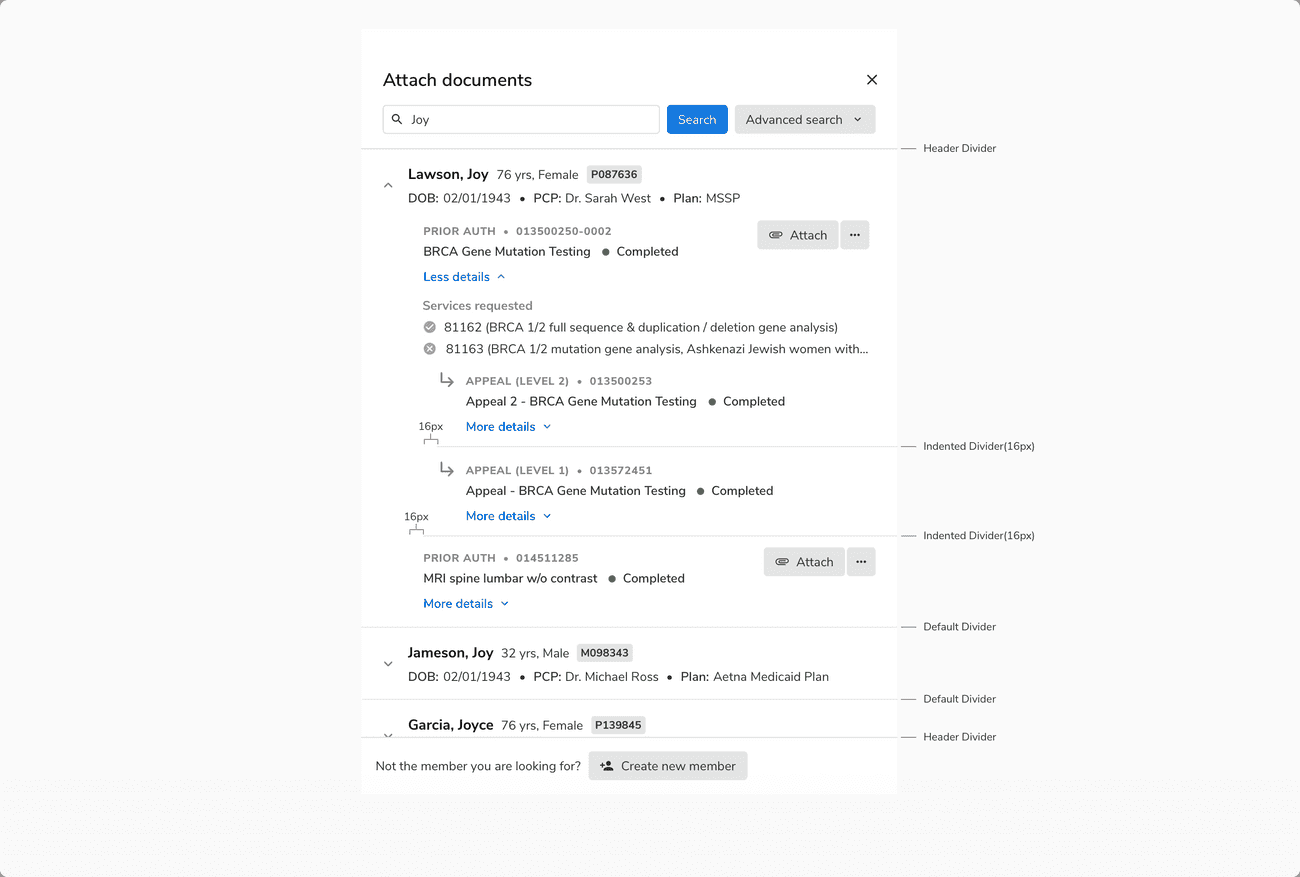 Attach documents
Joy Search Advanced search
Header Divider
Lawson, Joy 76 yrs, Female P087636
DOB: 02/01/1943 • PCP: Dr. Sarah West • Plan: MSSP
PRIOR AUTH • 013500250-0002
Attach
BRCA Gene Mutation Testing • Completed
Less details
Services requested
81162 (BRCA 1/2 full sequence & duplication / deletion gene analysis)
81163 (BRCA 1/2 mutation gene analysis, Ashkenazi Jewish women with...
APPEAL (LEVEL 2) • 013500253
Appeal 2 - BRCA Gene Mutation Testing • Completed
16px More details
Indented Divider(16px)
APPEAL (LEVEL 1) • 013572451
Appeal - BRCA Gene Mutation Testing • Completed
16px More details
Indented Divider(16px)
PRIOR AUTH • 014511285
Attach
MRI spine lumbar w/o contrast • Completed
More details
Default Divider
Jameson, Joy 32 yrs, Male M098343
DOB: 02/01/1943 • PCP: Dr. Michael Ross • Plan: Aetna Medicaid Plan
Default Divider
Garcia, Joyce 76 yrs, Female P139845
Header Divider
Not the member you are looking for? Create new member